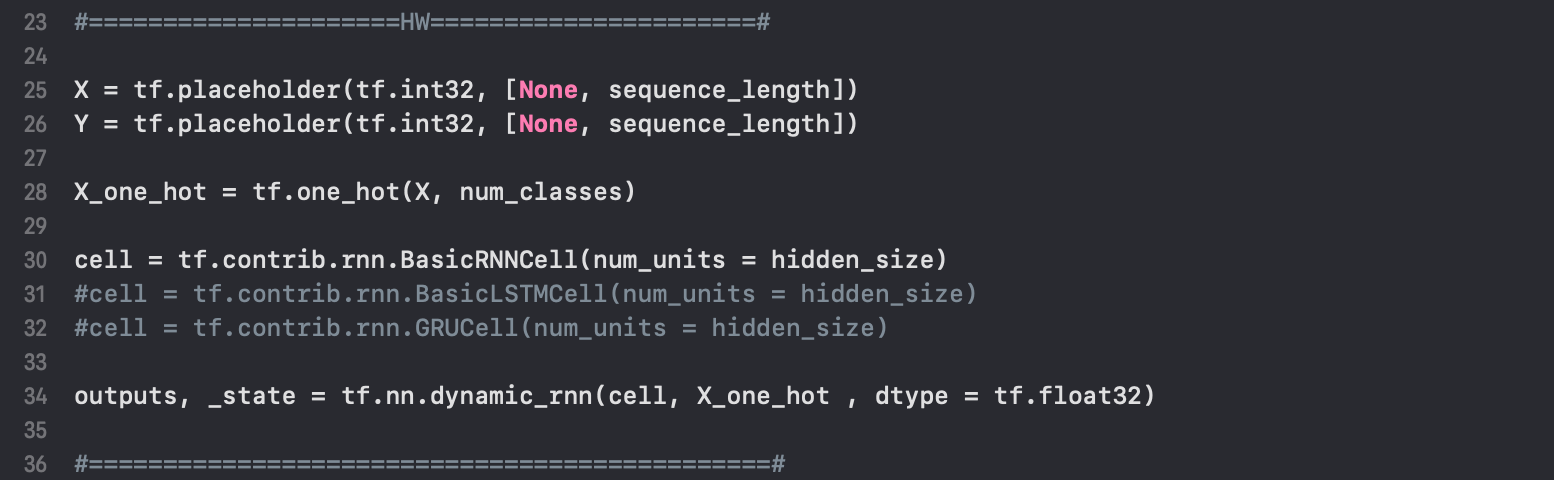 23 #=====================HW======================#
24
25 X = tf.placeholder(tf.int32, [None, sequence_length])
26 Y = tf.placeholder(tf.int32, [None, sequence_length])
27
28 X_one_hot = tf.one_hot(X, num_classes)
29
30 cell = tf.contrib.rnn.BasicRNNCell(num_units = hidden_size)
31 #cell = tf.contrib.rnn.BasicLSTMCell(num_units = hidden_size)
32 #cell = tf.contrib.rnn.GRUCell(num_units = hidden_size)
33
34 outputs, _state = tf.nn.dynamic_rnn(cell, X_one_hot , dtype = tf.float32)
35
36 #==============================================#